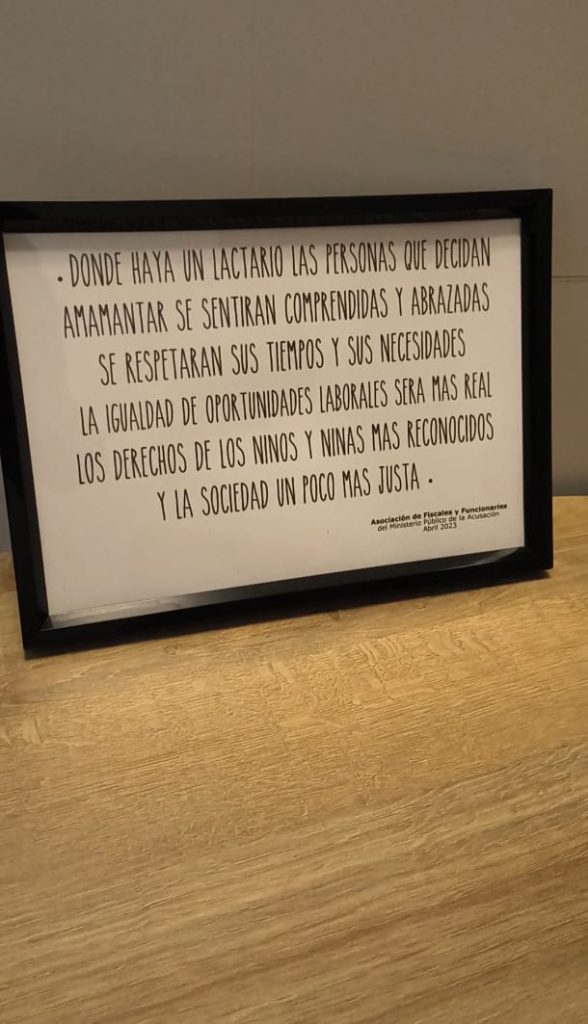 . DONDE HAYA UN LACTARIO LAS PERSONAS QUE DECIDAN
AMAMANTAR SE SENTIRAN COMPRENDIDAS Y ABRAZADAS
SE RESPETARAN SUS TIEMPOS Y SUS NECESIDADES
LA IGUALDAD DE OPORTUNIDADES LABORALES SERA MAS REAL
LOS DERECHOS DE LOS NINOS Y NINAS MAS RECONOCIDOS
Y LA SOCIEDAD UN POCO MAS JUSTA .
Asociación de Fiscales y Funcionaries
del Ministerio Público de la Acusación
Abril 2023